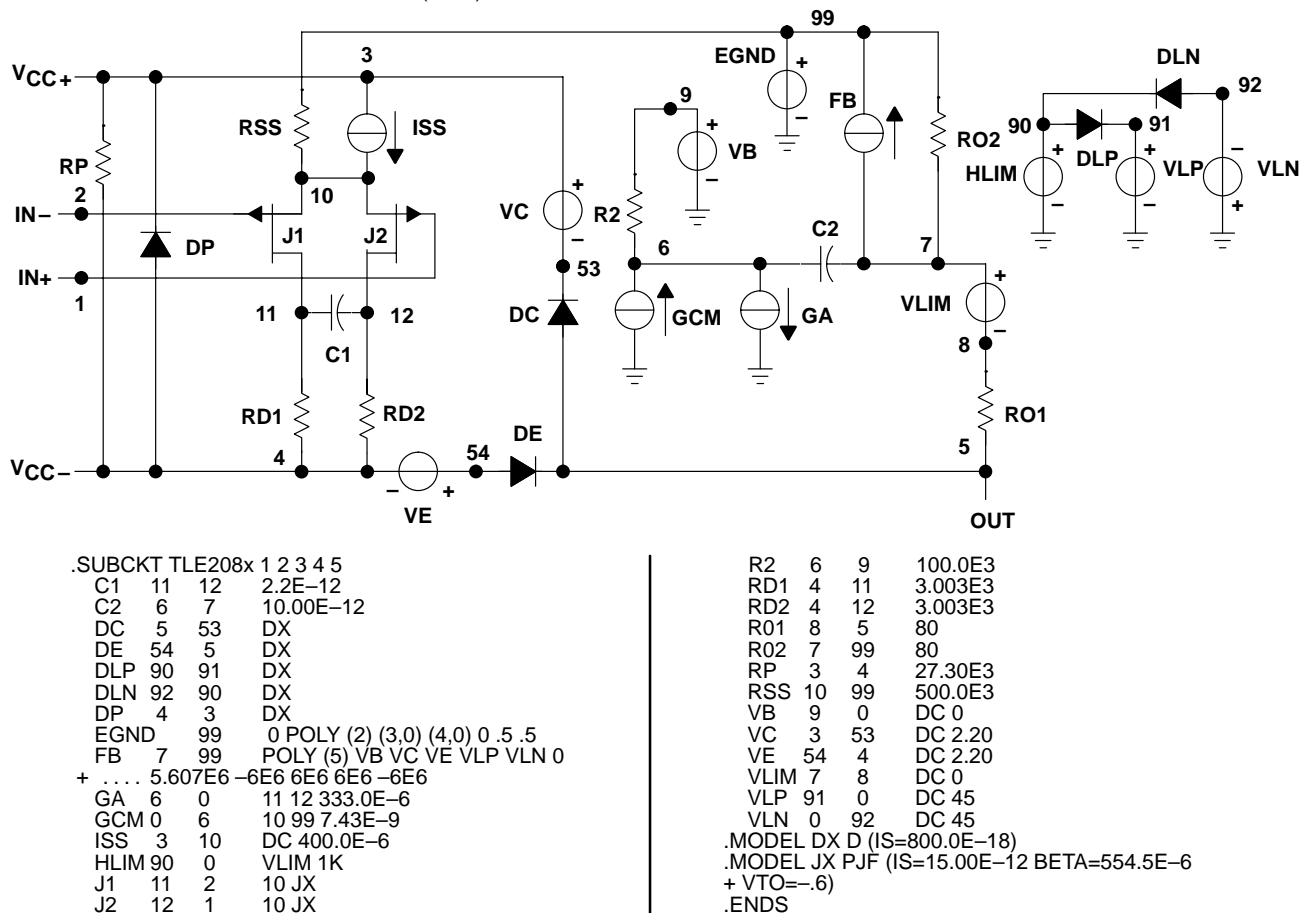 99
3
EGND
+
–
DLN
92
VCC+
9
FB
90
91
RSS
ISS
+
VB
–
RO2
DLP
HLIM
+
–
VLP
+
–
VLN
–
+
RP
10
2
IN–
VC
+
–
R2
C2
J1
J2
DP
6
7
IN+
1
53
VLIM
+
–
11
12
DC
GCM
GA
8
C1
RD1
RD2
RO1
DE
54
5
4
VCC–
–
+
VE
OUT
.SUBCKT TLE208x 1 2 3 4 5
C1 11 12 2.2E–12
C2 6 7 10.00E–12
DC 5 53 DX
DE 54 5 DX
DLP 90 91 DX
DLN 92 90 DX
DP 4 3 DX
EGND 99 0 POLY (2) (3,0) (4,0) 0 .5 .5
FB 7 99 POLY (5) VB VC VE VLP VLN 0
+ . . . . 5.607E6 –6E6 6E6 6E6 –6E6
GA 6 0 11 12 333.0E–6
GCM 0 6 10 99 7.43E–9
ISS 3 10 DC 400.0E–6
HLIM 90 0 VLIM 1K
J1 11 2 10 JX
J2 12 1 10 JX
R2 6 9 100.0E3
RD1 4 11 3.003E3
RD2 4 12 3.003E3
R01 8 5 80
R02 7 99 80
RP 3 4 27.30E3
RSS 10 99 500.0E3
VB 9 0 DC 0
VC 3 53 DC 2.20
VE 54 4 DC 2.20
VLIM 7 8 DC 0
VLP 91 0 DC 45
VLN 0 92 DC 45
.MODEL DX D (IS=800.0E–18)
.MODEL JX PJF (IS=15.00E–12 BETA=554.5E–6
+ VTO=–.6)
.ENDS